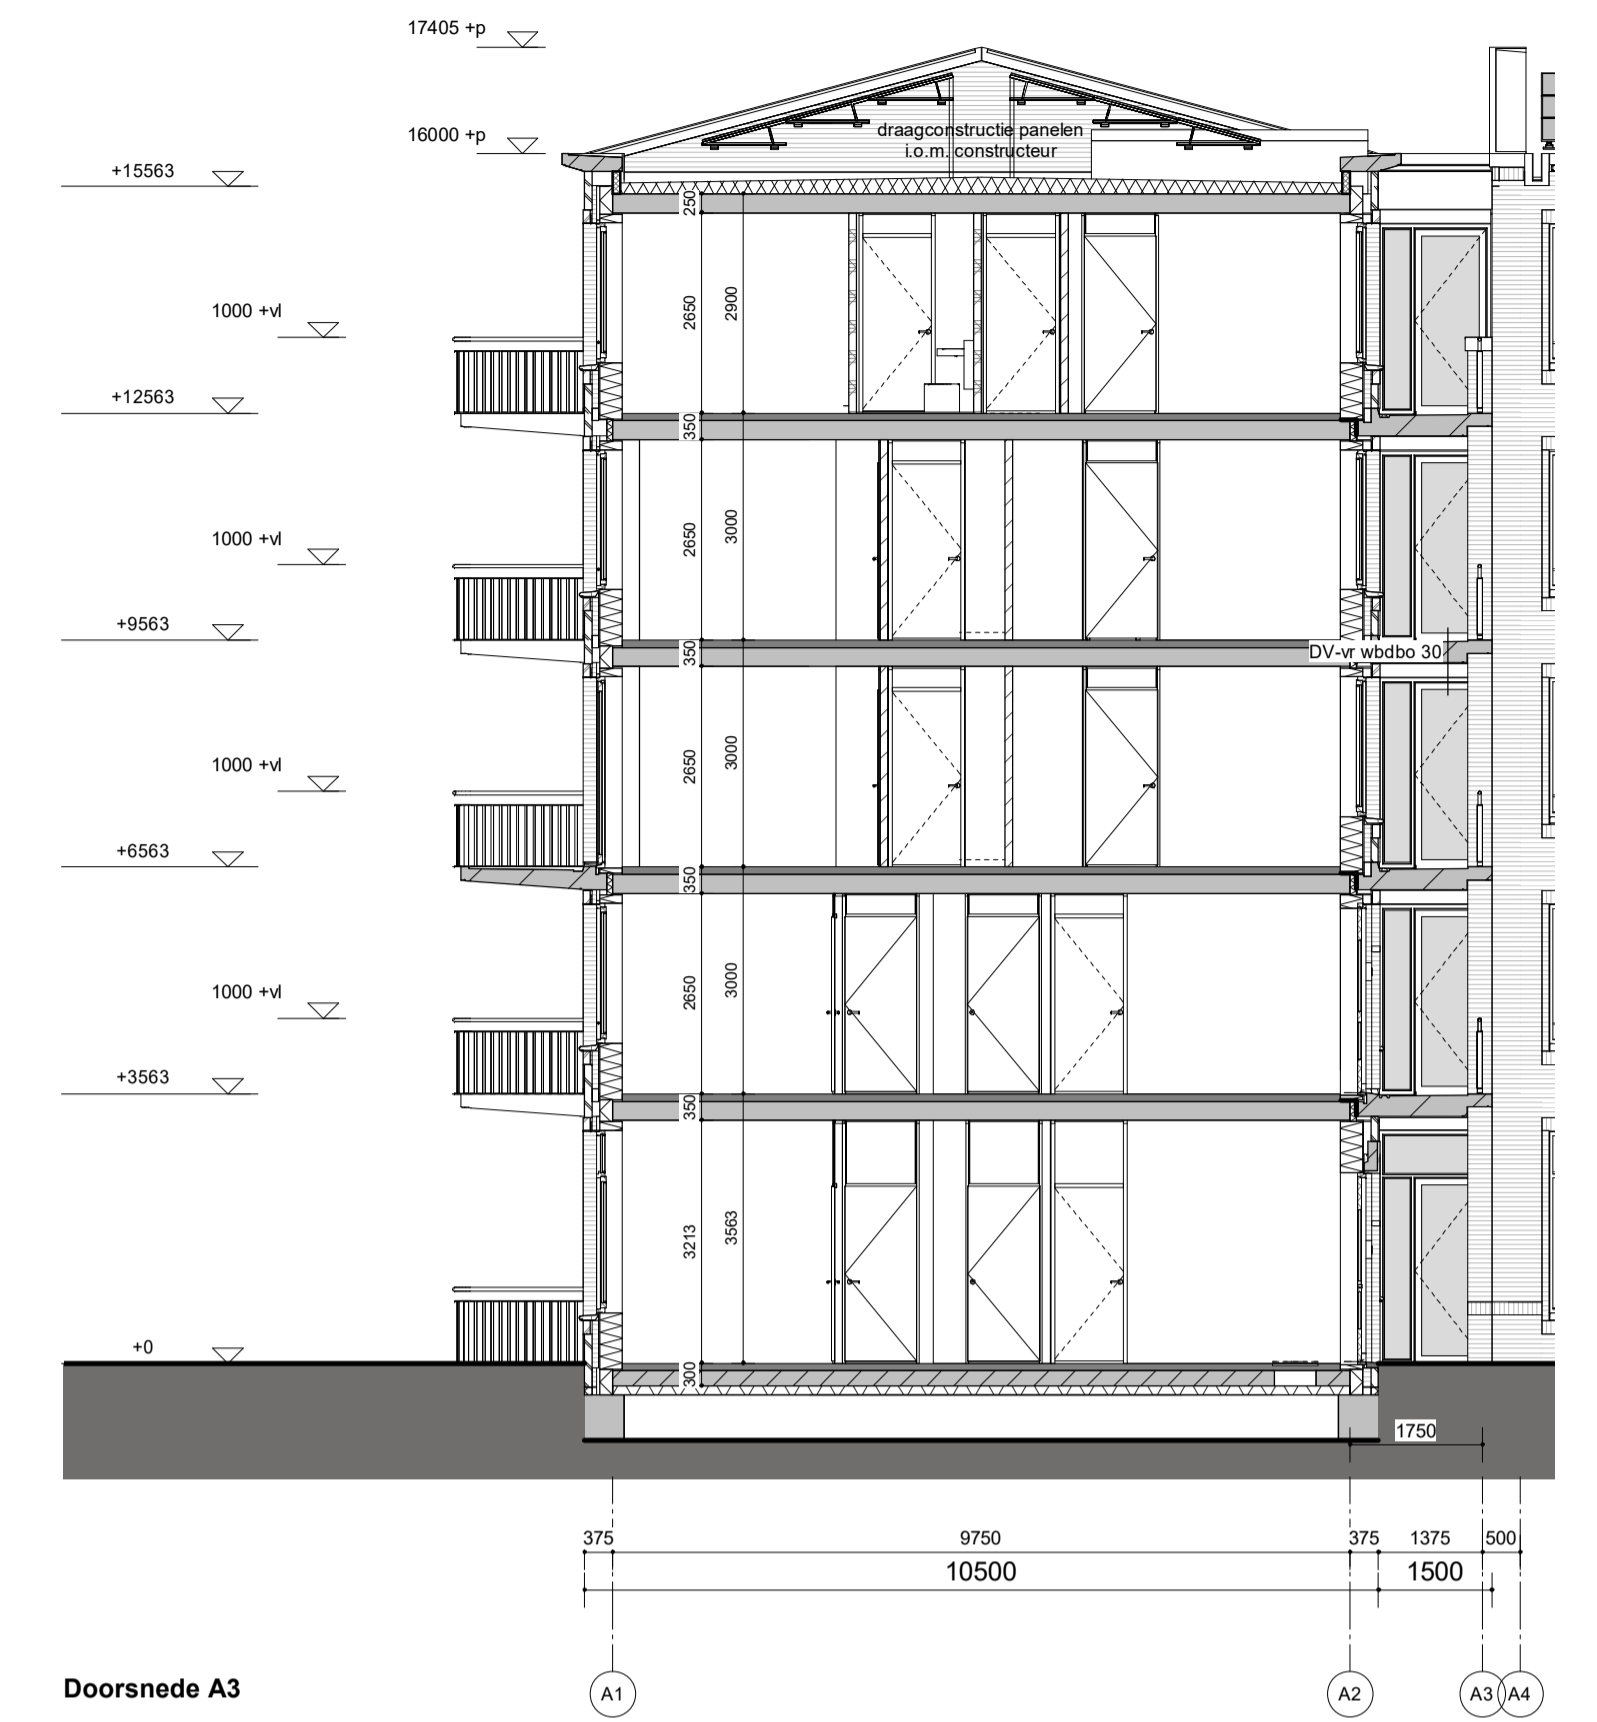 17405 +p
16000 +p
draagconstructie panelen
i.o.m. constructeur
+15563
250
1000 +vl
2650
2900
+12563
350
1000 +vl
2650
3000
+9563
350
DV-vr wbdbo 30
1000 +vl
2650
3000
+6563
350
1000 +vl
2650
3000
+3563
350
3213
3563
+0
300
1750
375
9750
375
1375
500
10500
1500
Doorsnede A3
A1
A2
A3
A4